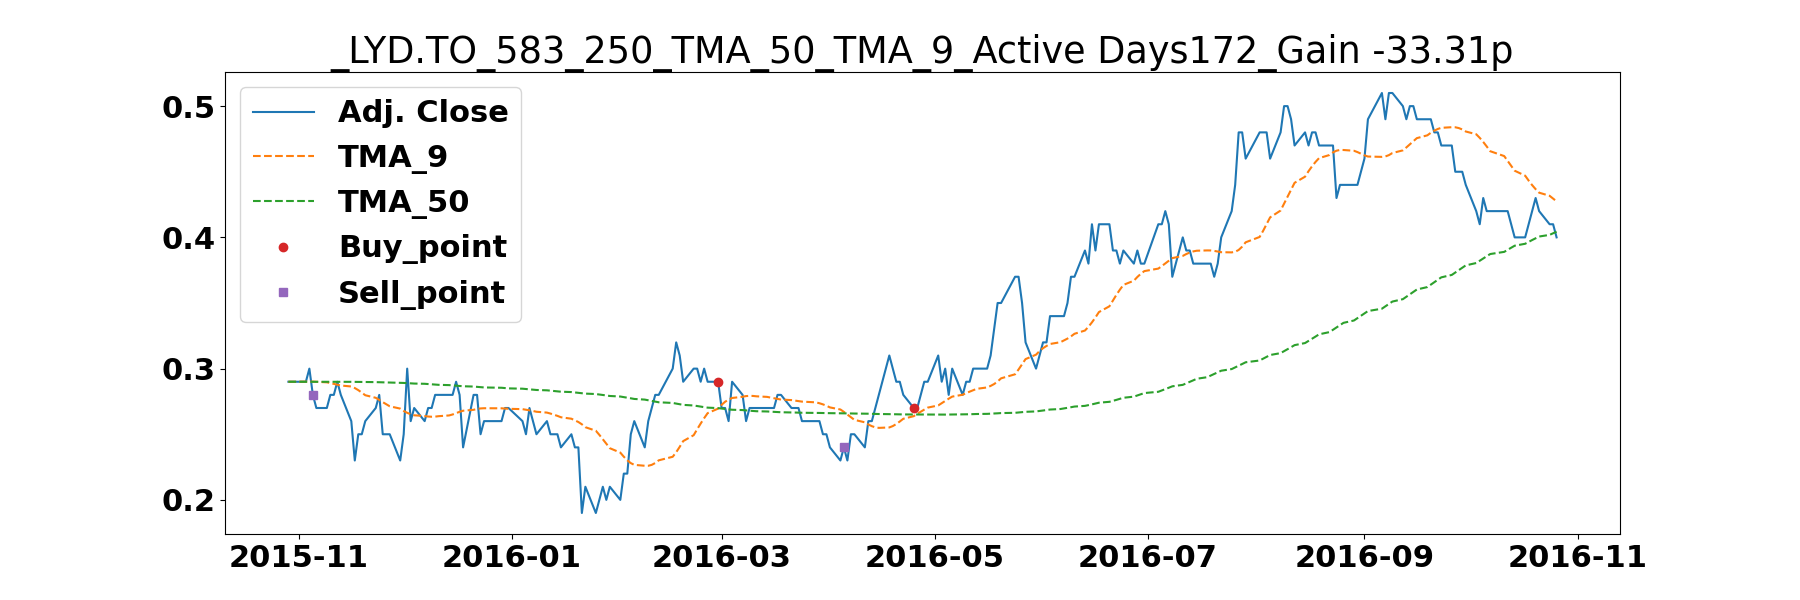 _LYD.TO_583_250_TMA_50_TMA_9_Active Days172_Gain -33.31p
Adj. Close
TMA_9
TMA_50
Buy_point
Sell_point
0.5
0.4
0.3
0.2
2015-11 2016-01 2016-03 2016-05 2016-07 2016-09 2016-11